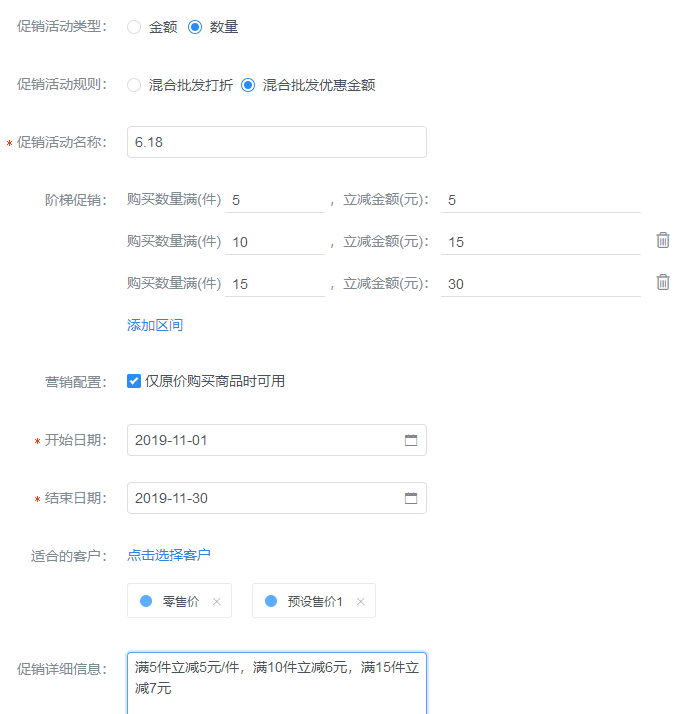 促销活动类型： 金额 数量
促销活动规则： 混合批发打折 混合批发优惠金额
* 促销活动名称： 6.18
阶梯促销： 购买数量满(件) 5 ，立减金额(元)： 5
购买数量满(件) 10 ，立减金额(元)： 15
购买数量满(件) 15 ，立减金额(元)： 30
添加区间
营销配置： 仅原价购买商品时可用
* 开始日期： 2019-11-01
* 结束日期： 2019-11-30
适合的客户： 点击选择客户
零售价 × 预设售价1 ×
促销详细信息： 满5件立减5元/件，满10件立减6元，满15件立
减7元